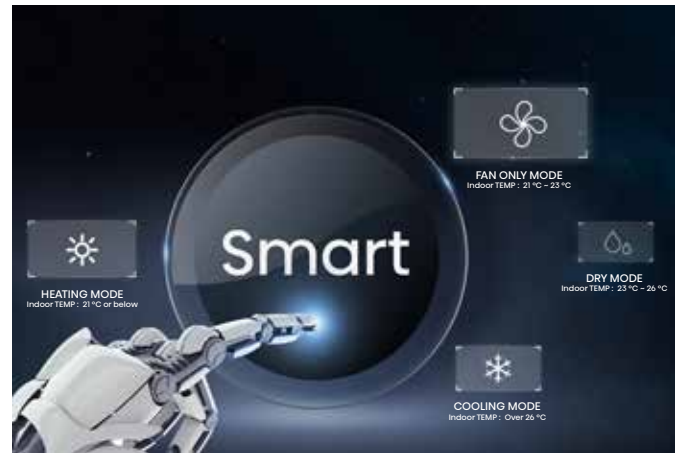 FAN ONLY MODE
Indoor TEMP : 21 °C – 23 °C
Smart
HEATING MODE
Indoor TEMP : 21 °C or below
DRY MODE
Indoor TEMP : 23 °C – 26 °C
COOLING MODE
Indoor TEMP : Over 26 °C